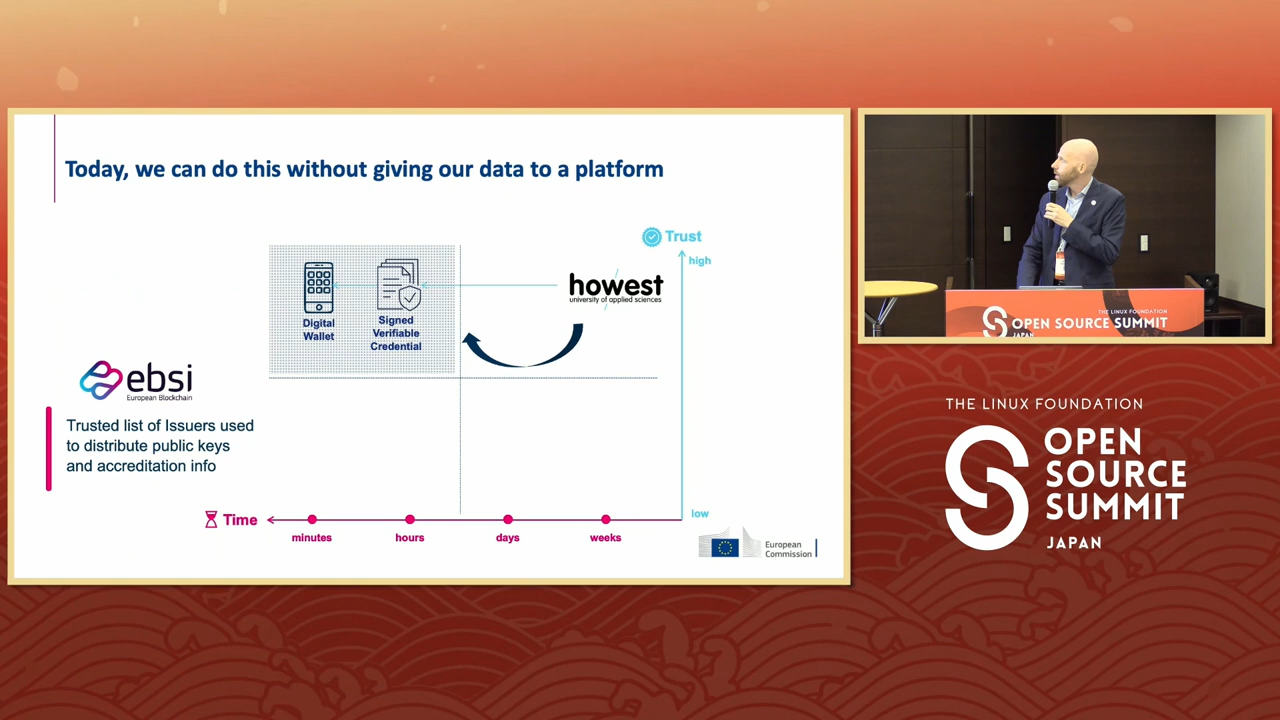 Today, we can do this without giving our data to a platform
Trust
high
Digital
Wallet
Signed
Verifiable
Credential
howest
university of applied sciences
ebsi
European Blockchain
Trusted list of Issuers used
to distribute public keys
and accreditation info
Time
minutes
hours
days
weeks
low
European
Commission
THE LINUX FOUNDATION
OPEN SOURCE SUMMIT
JAPAN
THE LINUX FOUNDATION
OPEN
SOURCE
SUMMIT
JAPAN